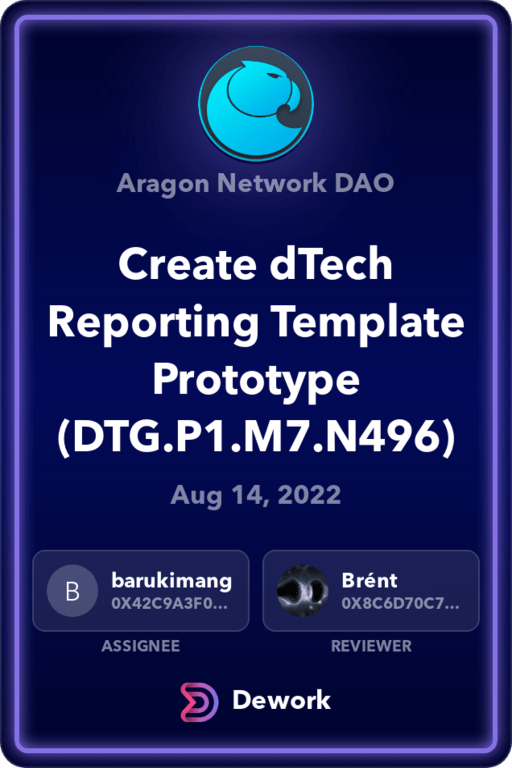 Aragon Network DAO
Create dTech
Reporting Template
Prototype
(DTG.P1.M7.N496)
Aug 14, 2022
B
barukimang
0X42C9A3F0...
Brént
0X8C6D70C7...
ASSIGNEE
REVIEWER
Dework